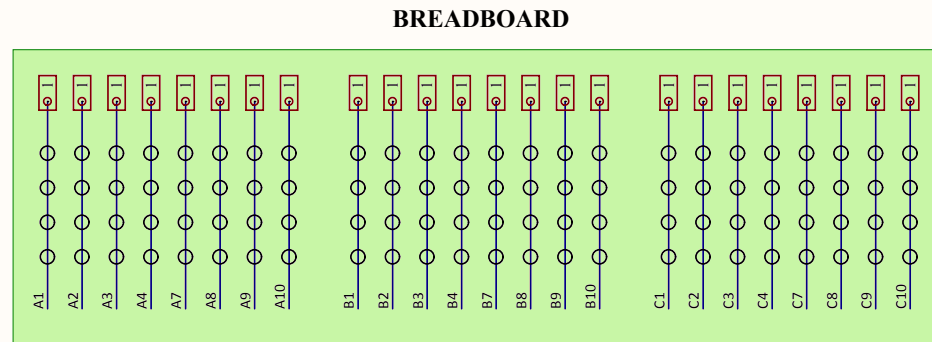 BREADBOARD
1 1 1 1 1 1 1 1 1 1 1 1 1 1 1 1 1 1 1 1 1 1 1 1
A1 A2 A3 A4 A7 A8 A9 A10 B1 B2 B3 B4 B7 B8 B9 B10 C1 C2 C3 C4 C7 C8 C9 C10